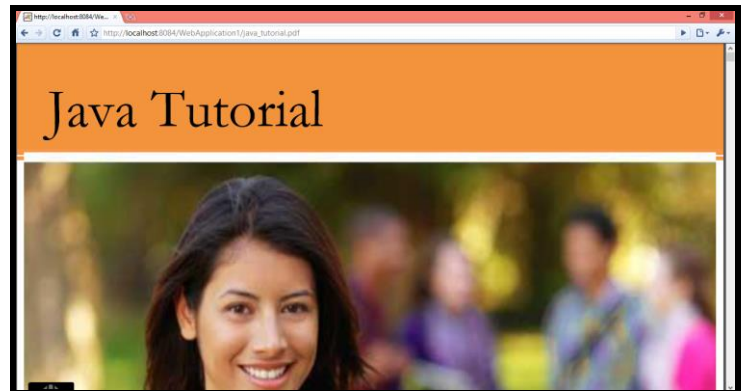 http://localhost:8084/We...
http://localhost:8084/WebApplication1/java_tutorial.pdf
Java Tutorial